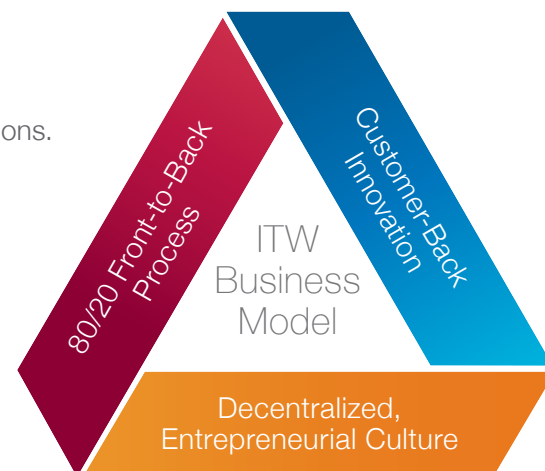 ons.
80/20 Front-to-Back
Process
Customer-Back
Innovation
ITW
Business
Model
Decentralized,
Entrepreneurial Culture